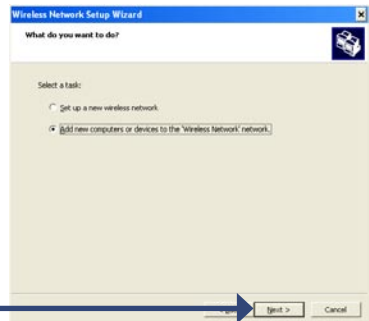 Wireless Network Setup Wizard
What do you want to do?
Select a task:
Set up a new wireless network
Add new computers or devices to the 'Wireless Network' network.
Next >
Cancel